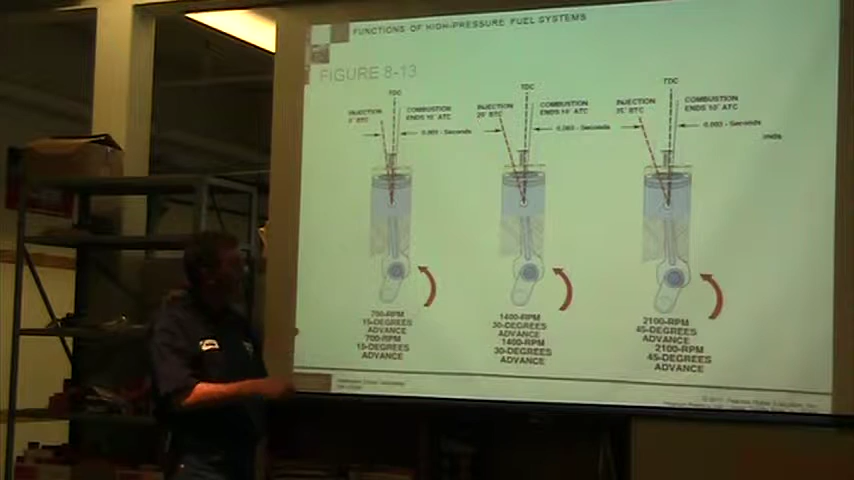 FUNCTIONS OF HIGH-PRESSURE FUEL SYSTEMS
FIGURE 8-13
TDC
INJECTION
5° BTC
COMBUSTION
ENDS 10° ATC
0.003 - Seconds
700-RPM
15-DEGREES
ADVANCE
700-RPM
15-DEGREES
ADVANCE
TDC
INJECTION
20° BTC
COMBUSTION
ENDS 10° ATC
0.003 - Seconds
1400-RPM
30-DEGREES
ADVANCE
1400-RPM
30-DEGREES
ADVANCE
TDC
INJECTION
35° BTC
COMBUSTION
ENDS 10° ATC
0.003 - Seconds
onds
2100-RPM
45-DEGREES
ADVANCE
2100-RPM
45-DEGREES
ADVANCE